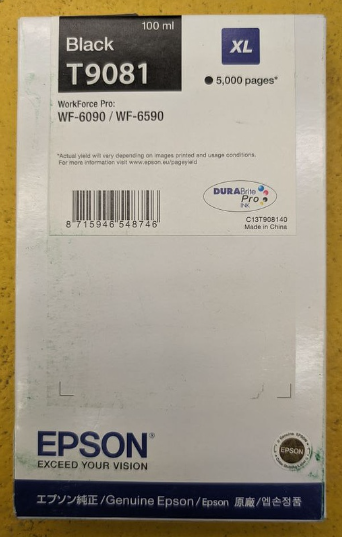 100 ml
Black
T9081
XL
5,000 pages*
WorkForce Pro:
WF-6090 / WF-6590
*Actual yield will vary depending on images printed and usage conditions.
For more information visit www.epson.eu/pageyield
DURABrite
Pro
INK
8 715946 548746
C13T908140
Made in China
EPSON®
EXCEED YOUR VISION
EPSON
エプソン純正/Genuine Epson/Epson 原廠/엡손정품